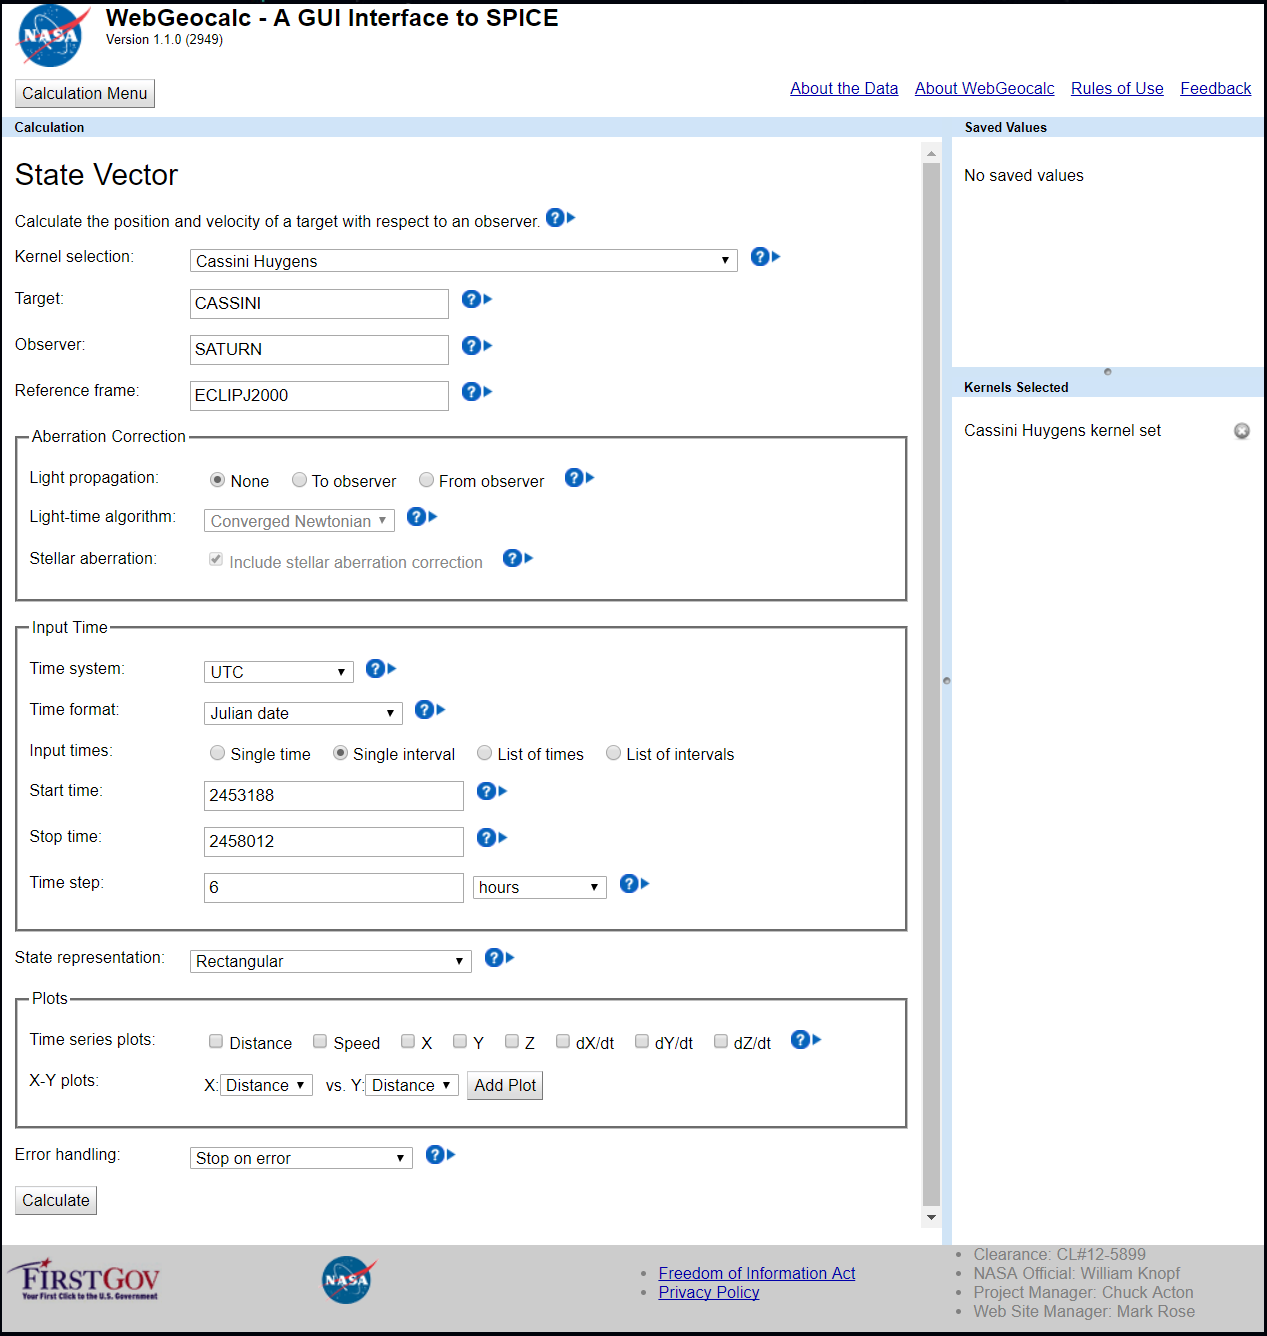 NASA
WebGeocalc - A GUI Interface to SPICE
Version 1.1.0 (2949)
Calculation Menu
About the Data About WebGeocalc Rules of Use Feedback
Calculation
Saved Values
State Vector
No saved values
Calculate the position and velocity of a target with respect to an observer. ?
Kernel selection: Cassini Huygens ?
Target: CASSINI ?
Observer: SATURN ?
Reference frame: ECLIPJ2000 ?
Kernels Selected
Cassini Huygens kernel set
Aberration Correction
Light propagation: None To observer From observer ?
Light-time algorithm: Converged Newtonian ?
Stellar aberration: Include stellar aberration correction ?
Input Time
Time system: UTC ?
Time format: Julian date ?
Input times: Single time Single interval List of times List of intervals
Start time: 2453188 ?
Stop time: 2458012 ?
Time step: 6 hours ?
State representation: Rectangular ?
Plots
Time series plots: Distance Speed X Y Z dX/dt dY/dt dZ/dt ?
X-Y plots: X: Distance vs. Y: Distance Add Plot
Error handling: Stop on error ?
Calculate
FIRSTGOV
Your First Click to the U.S. Government
NASA
Freedom of Information Act
Privacy Policy
Clearance: CL#12-5899
NASA Official: William Knopf
Project Manager: Chuck Acton
Web Site Manager: Mark Rose